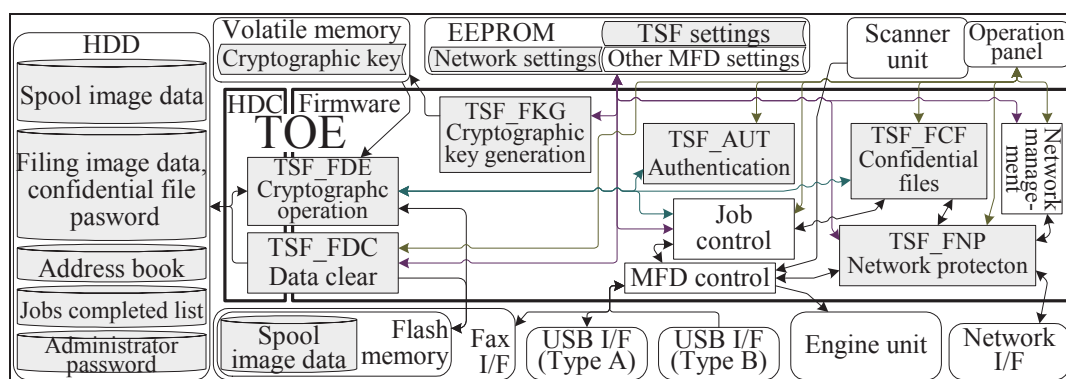 HDD
Spool image data
Filing image data,
confidential file
password
Address book
Jobs completed list
Administrator
password
Volatile memory
Cryptographic key
EEPROM
TSF settings
Network settings
Other MFD settings
Scanner
unit
Operation
panel
HDC
Firmware
TOE
TSF_FKG
Cryptographic
key generation
TSF_AUT
Authentication
TSF_FCF
Confidential
files
Network
manage-
ment
TSF_FDE
Cryptographc
operation
TSF_FDC
Data clear
Job
control
MFD control
TSF_FNP
Network protecton
Spool
image data
Flash
memory
Fax
I/F
USB I/F
(Type A)
USB I/F
(Type B)
Engine unit
Network
I/F